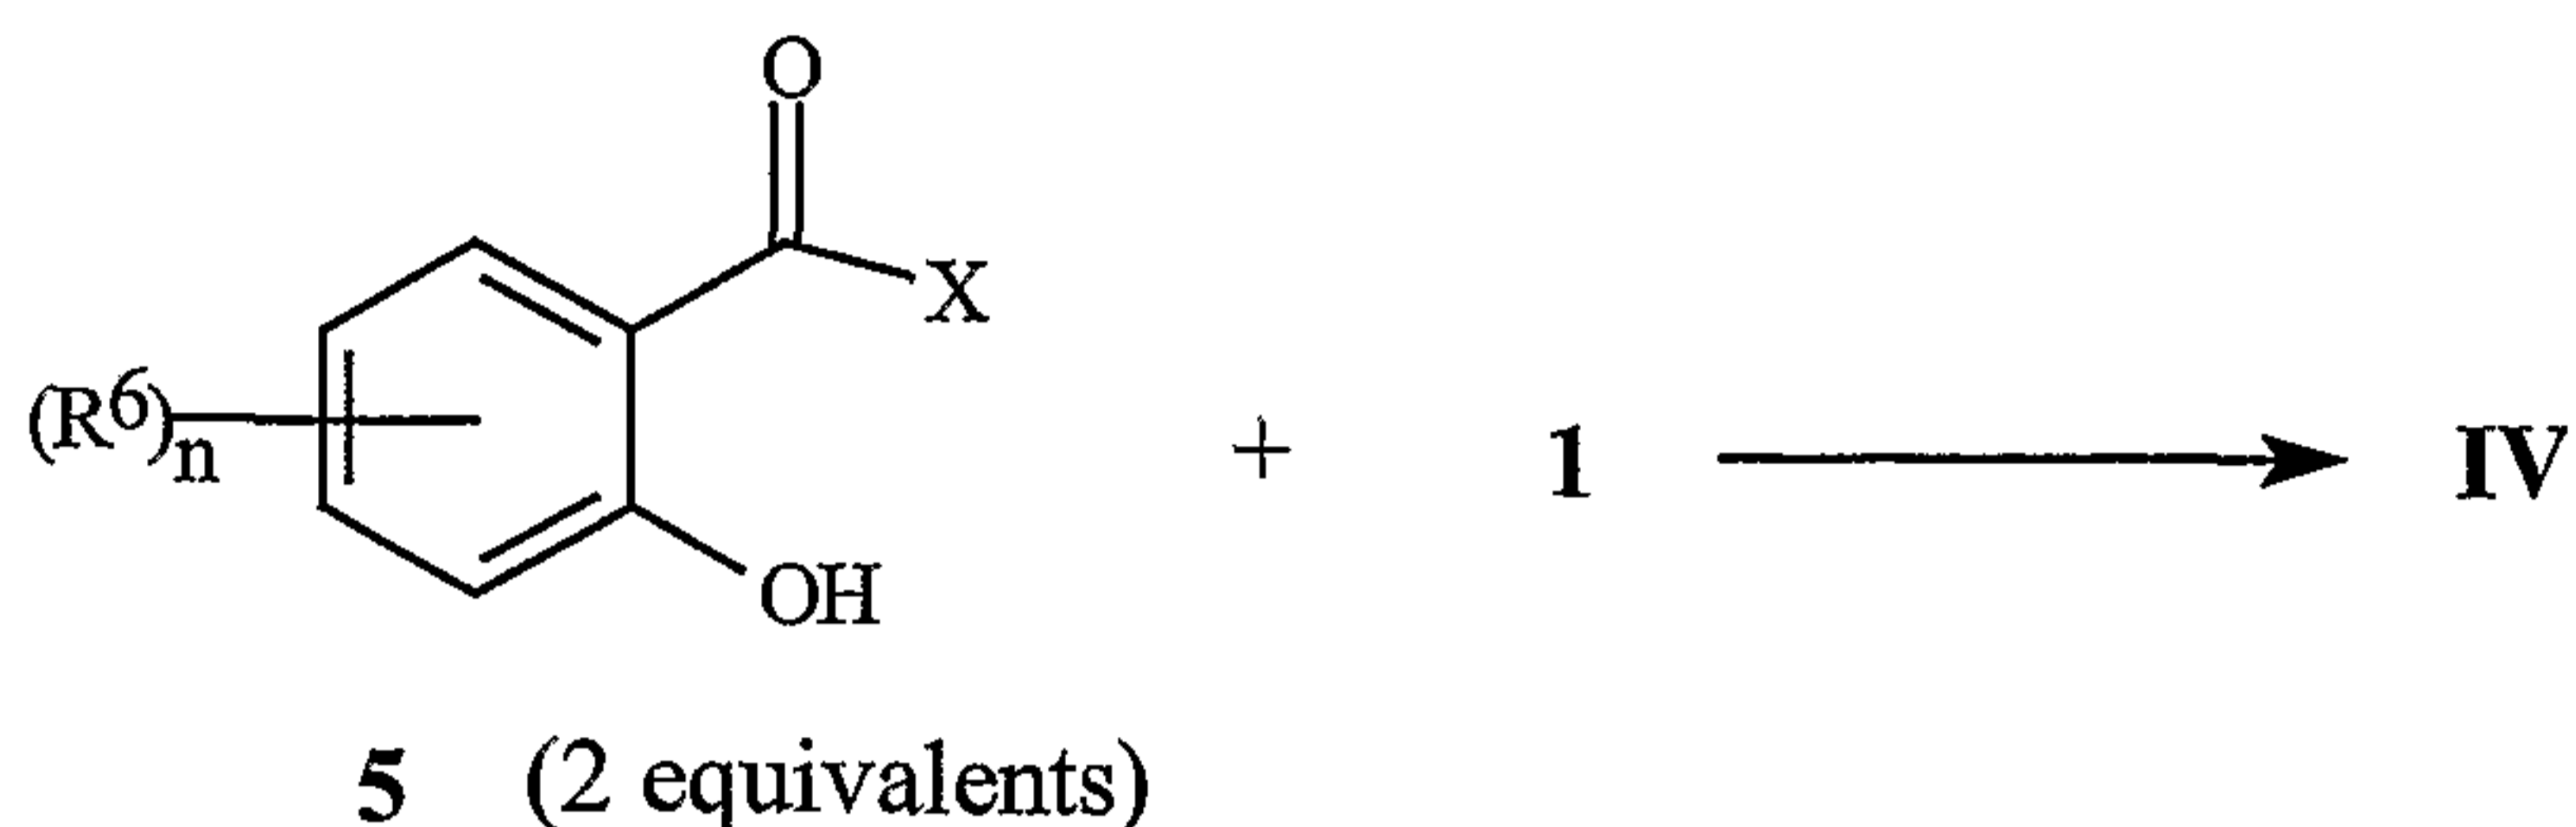 O
X
(R6)n
+ 1 IV
OH
5 (2 equivalents)